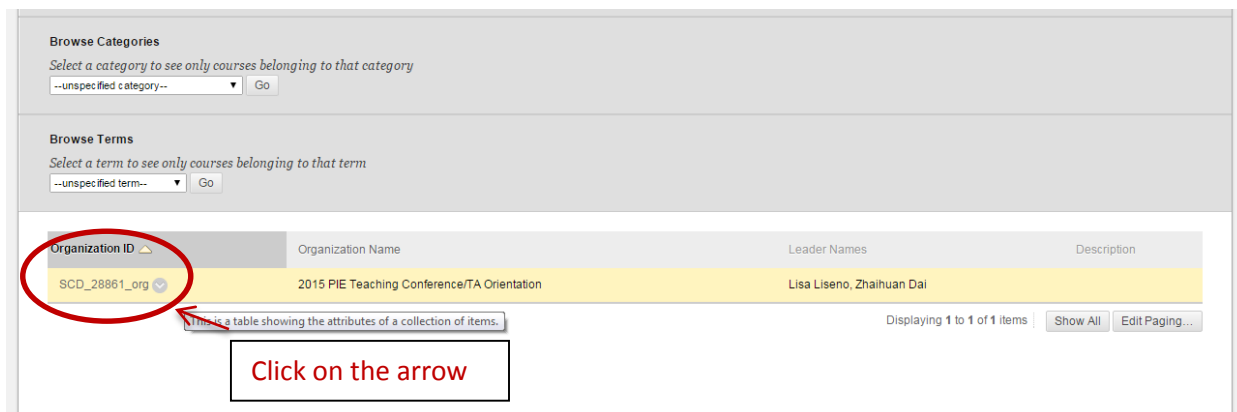 Browse Categories
Select a category to see only courses belonging to that category
--unspecified category-- Go
Browse Terms
Select a term to see only courses belonging to that term
--unspecified term-- Go
Organization ID Organization Name Leader Names Description
SCD_28861_org 2015 PIE Teaching Conference/TA Orientation Lisa Liseno, Zhaihuan Dai
This is a table showing the attributes of a collection of items. Displaying 1 to 1 of 1 items Show All Edit Paging...
Click on the arrow